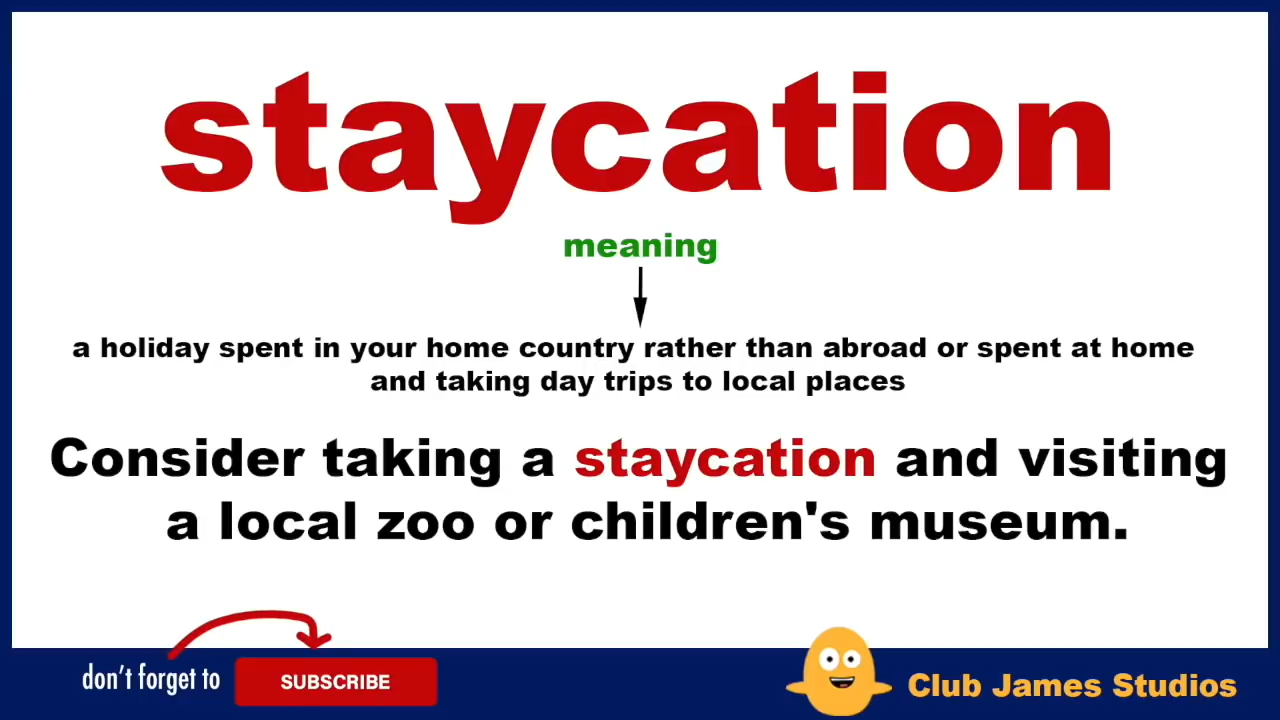 staycation
meaning
a holiday spent in your home country rather than abroad or spent at home
and taking day trips to local places
Consider taking a staycation and visiting
a local zoo or children's museum.
don't forget to SUBSCRIBE
Club James Studios